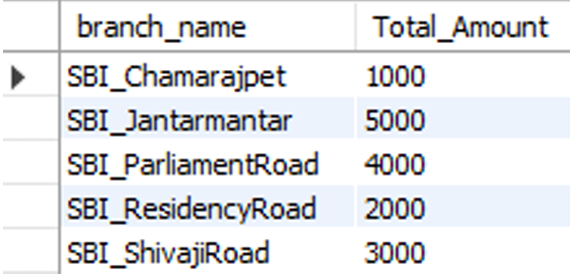 branch_name Total_Amount
SBI_Chamarajpet 1000
SBI_Jantarmantar 5000
SBI_ParliamentRoad 4000
SBI_ResidencyRoad 2000
SBI_ShivajiRoad 3000